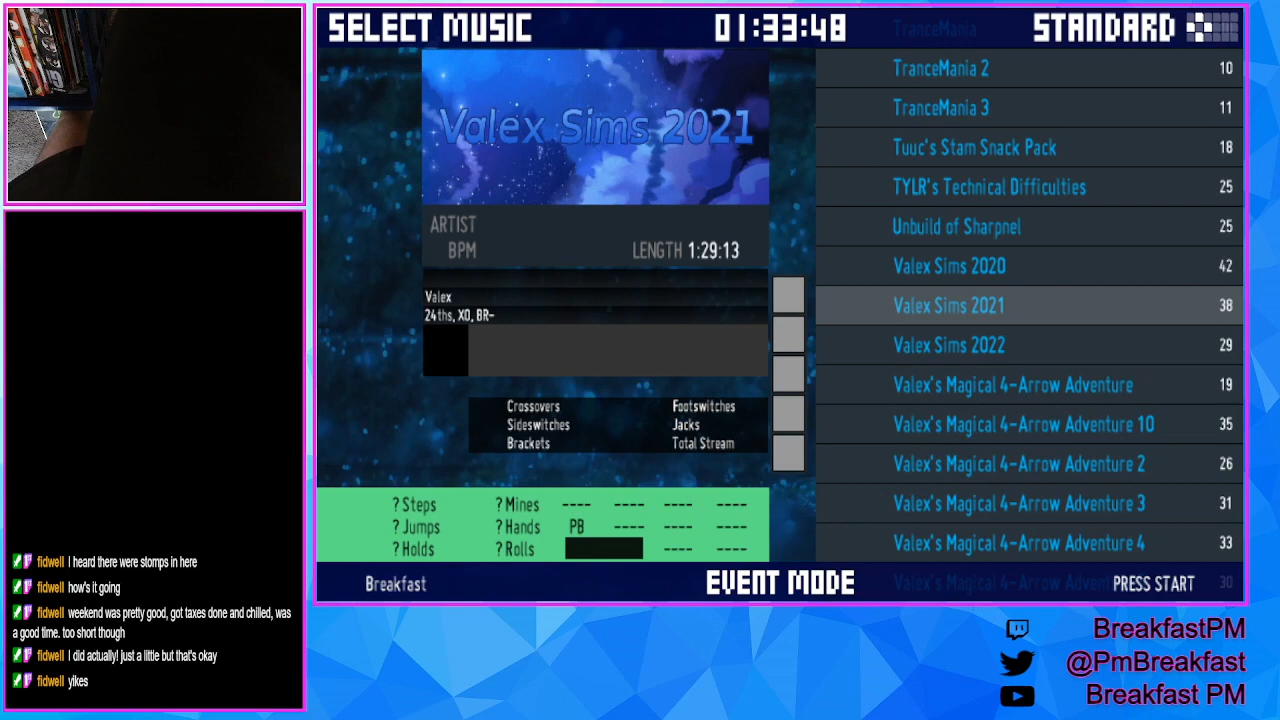 SELECT MUSIC
01:33:48
STANDARD
TranceMania
TranceMania 2 10
TranceMania 3 11
Tuuc's Stam Snack Pack 18
TYLR's Technical Difficulties 25
Unbuild of Sharpnel 25
Valex Sims 2020 42
Valex Sims 2021 38
Valex Sims 2022 29
Valex's Magical 4-Arrow Adventure 19
Valex's Magical 4-Arrow Adventure 10 35
Valex's Magical 4-Arrow Adventure 2 26
Valex's Magical 4-Arrow Adventure 3 31
Valex's Magical 4-Arrow Adventure 4 33
Valex's Magical 4-Arrow Advem 30
Valex Sims 2021
ARTIST
BPM LENGTH 1:29:13
Valex
24ths, XO, BR-
Crossovers Footswitches
Sideswitches Jacks
Brackets Total Stream
? Steps ? Mines ---- ---- ---- ----
? Jumps ? Hands PB ---- ---- ----
? Holds ? Rolls ---- ----
Breakfast
EVENT MODE
PRESS START
fidwell I heard there were stomps in here
fidwell how's it going
fidwell weekend was pretty good, got taxes done and chilled, was
a good time. too short though
fidwell I did actually! just a little but that's okay
fidwell yikes
BreakfastPM
@PmBreakfast
Breakfast PM